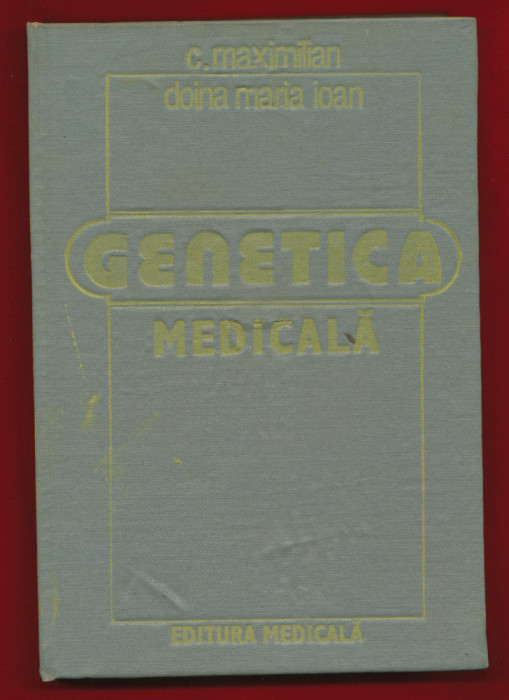 c. maximilian
doina maria ioan
GENETICA
MEDICALĂ
EDITURA MEDICALĂ